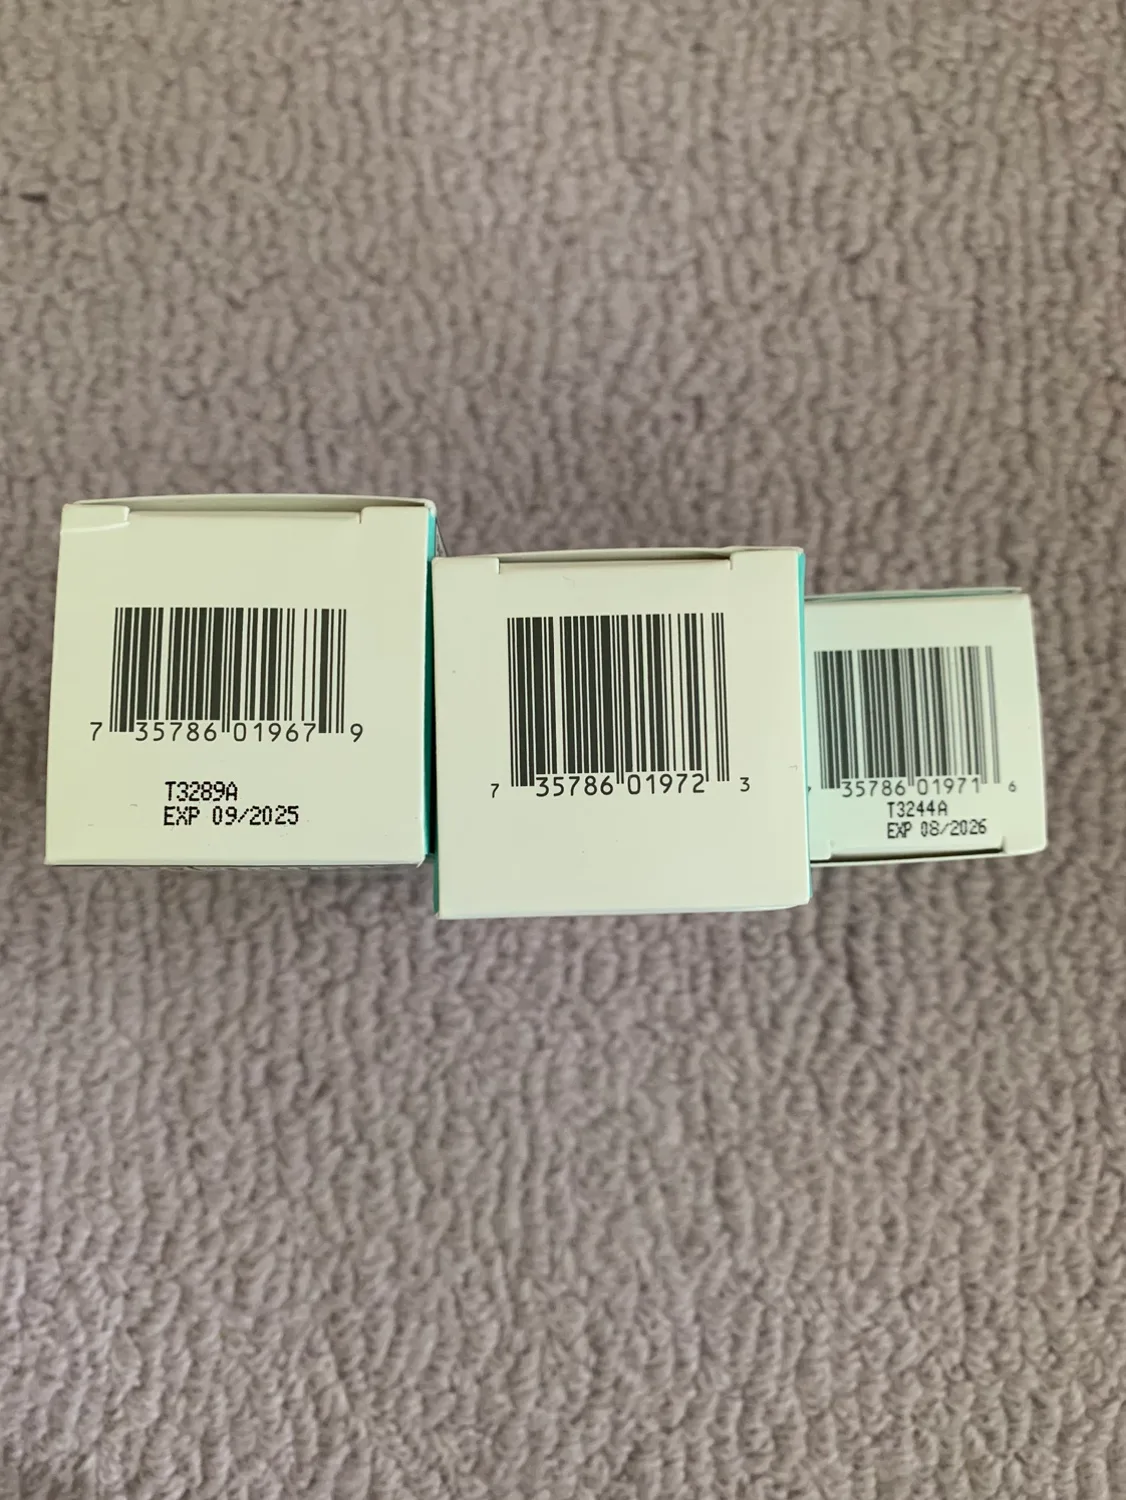 7 35786 01967 9
T3289A
EXP 09/2025
7 35786 01972 3
35786 01971 6
T3244A
EXP 08/2026